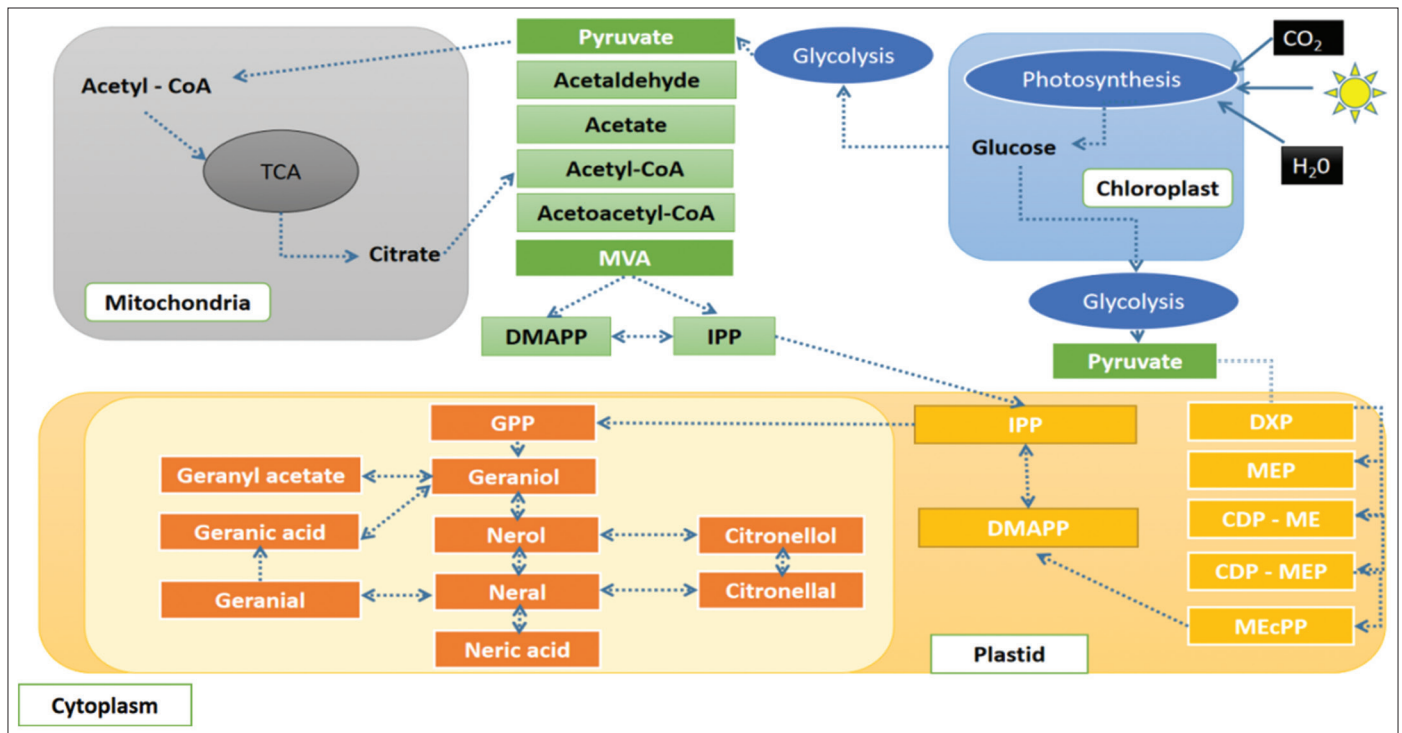 Pyruvate
Acetaldehyde
Acetate
Acetyl-CoA
Acetoacetyl-CoA
MVA
DMAPP
IPP
Acetyl - CoA
TCA
Citrate
Mitochondria
Glycolysis
Photosynthesis
Glucose
Chloroplast
CO₂
H₂0
Glycolysis
Pyruvate
GPP
Geranyl acetate
Geraniol
Geranic acid
Nerol
Citronellol
Geranial
Neral
Citronellal
Neric acid
IPP
DMAPP
DXP
MEP
CDP - ME
CDP - MEP
MEcPP
Plastid
Cytoplasm